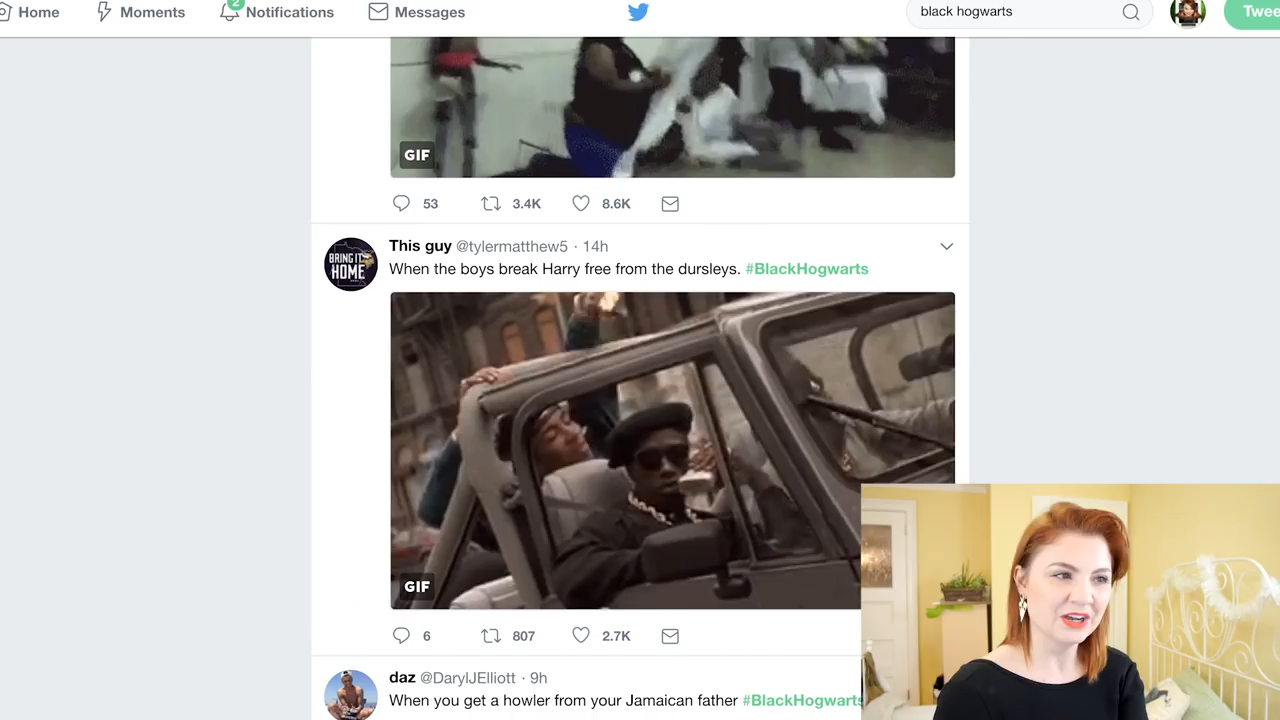 Home
Moments
2
Notifications
Messages
black hogwarts
Twee
GIF
53
3.4K
8.6K
This guy @tylermatthew5 · 14h
BRING IT
HOME
When the boys break Harry free from the dursleys. #BlackHogwarts
GIF
6
807
2.7K
daz @DarylJElliott · 9h
When you get a howler from your Jamaican father #BlackHogwarts